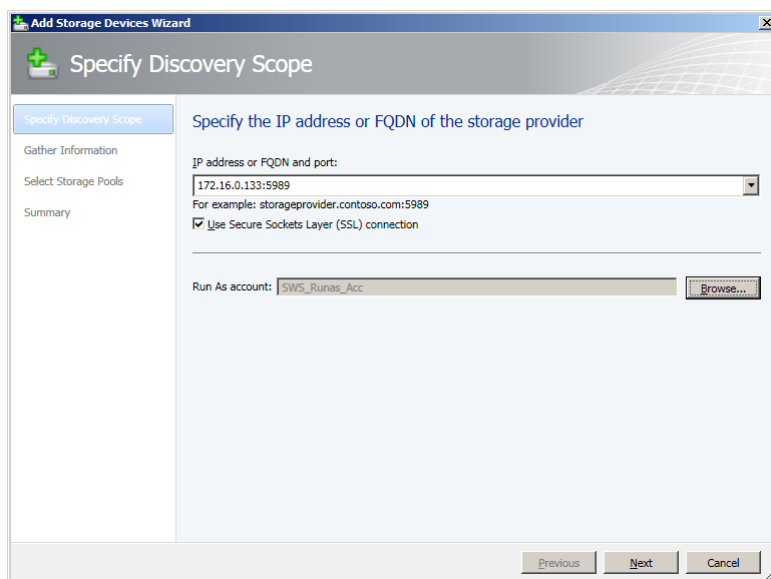 Add Storage Devices Wizard
Specify Discovery Scope
Specify Discovery Scope
Gather Information
Select Storage Pools
Summary
Specify the IP address or FQDN of the storage provider
IP address or FQDN and port:
172.16.0.133:5989
For example: storageprovider.contoso.com:5989
Use Secure Sockets Layer (SSL) connection
Run As account: SWS_Runas_Acc Browse...
Previous Next Cancel